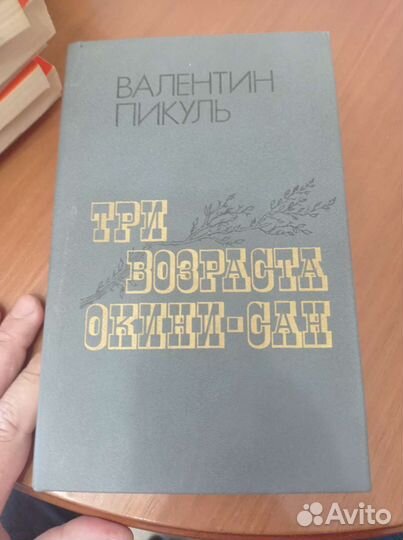 ВАЛЕНТИН
ПИКУЛЬ
ТРИ
ВОЗРАСТА
ОКИНИ-САН
Avito